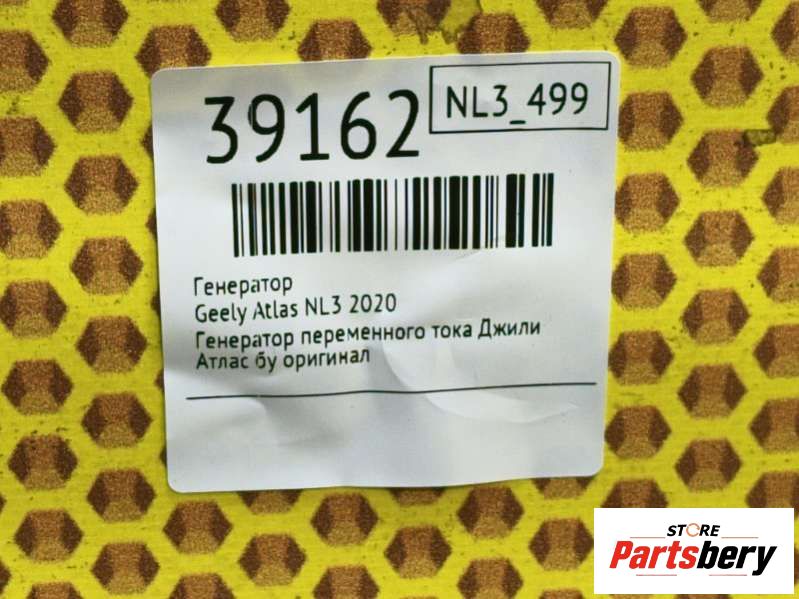 39162
NL3_499
Генератор
Geely Atlas NL3 2020
Генератор переменного тока Джили
Атлас бу оригинал
STORE
Partsbery